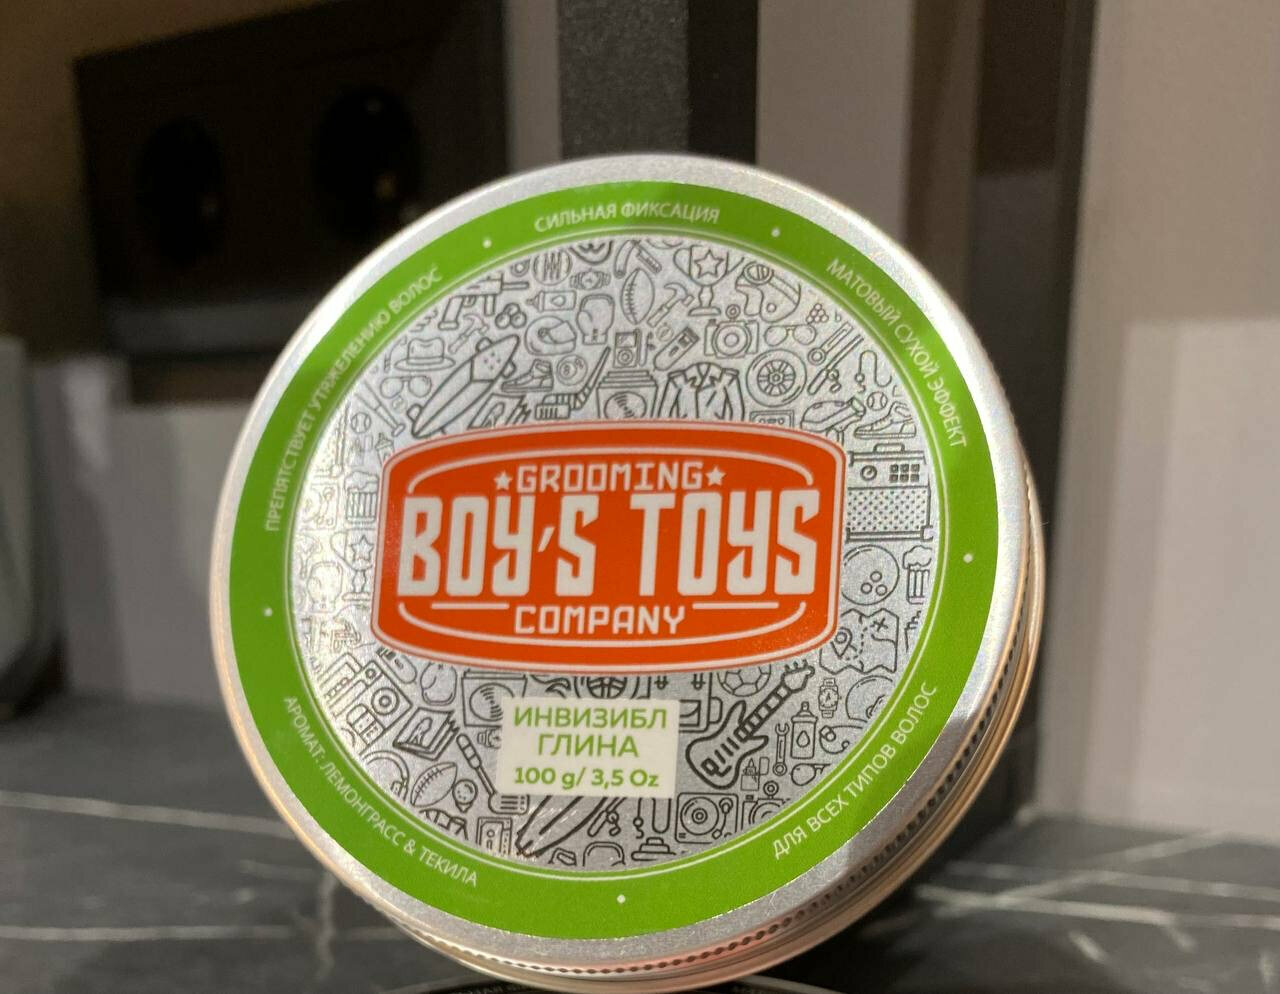 СИЛЬНАЯ ФИКСАЦИЯ
МАТОВЫЙ СУХОЙ ЭФФЕКТ
ДЛЯ ВСЕХ ТИПОВ ВОЛОС
АРОМАТ: ЛЕМОНГРАСС & ТЕКИЛА
ПРЕПЯТСТВУЕТ УТЯЖЕЛЕНИЮ ВОЛОС
GROOMING
BOY'S TOYS
COMPANY
ИНВИЗИБЛ
ГЛИНА
100 g/ 3,5 Oz